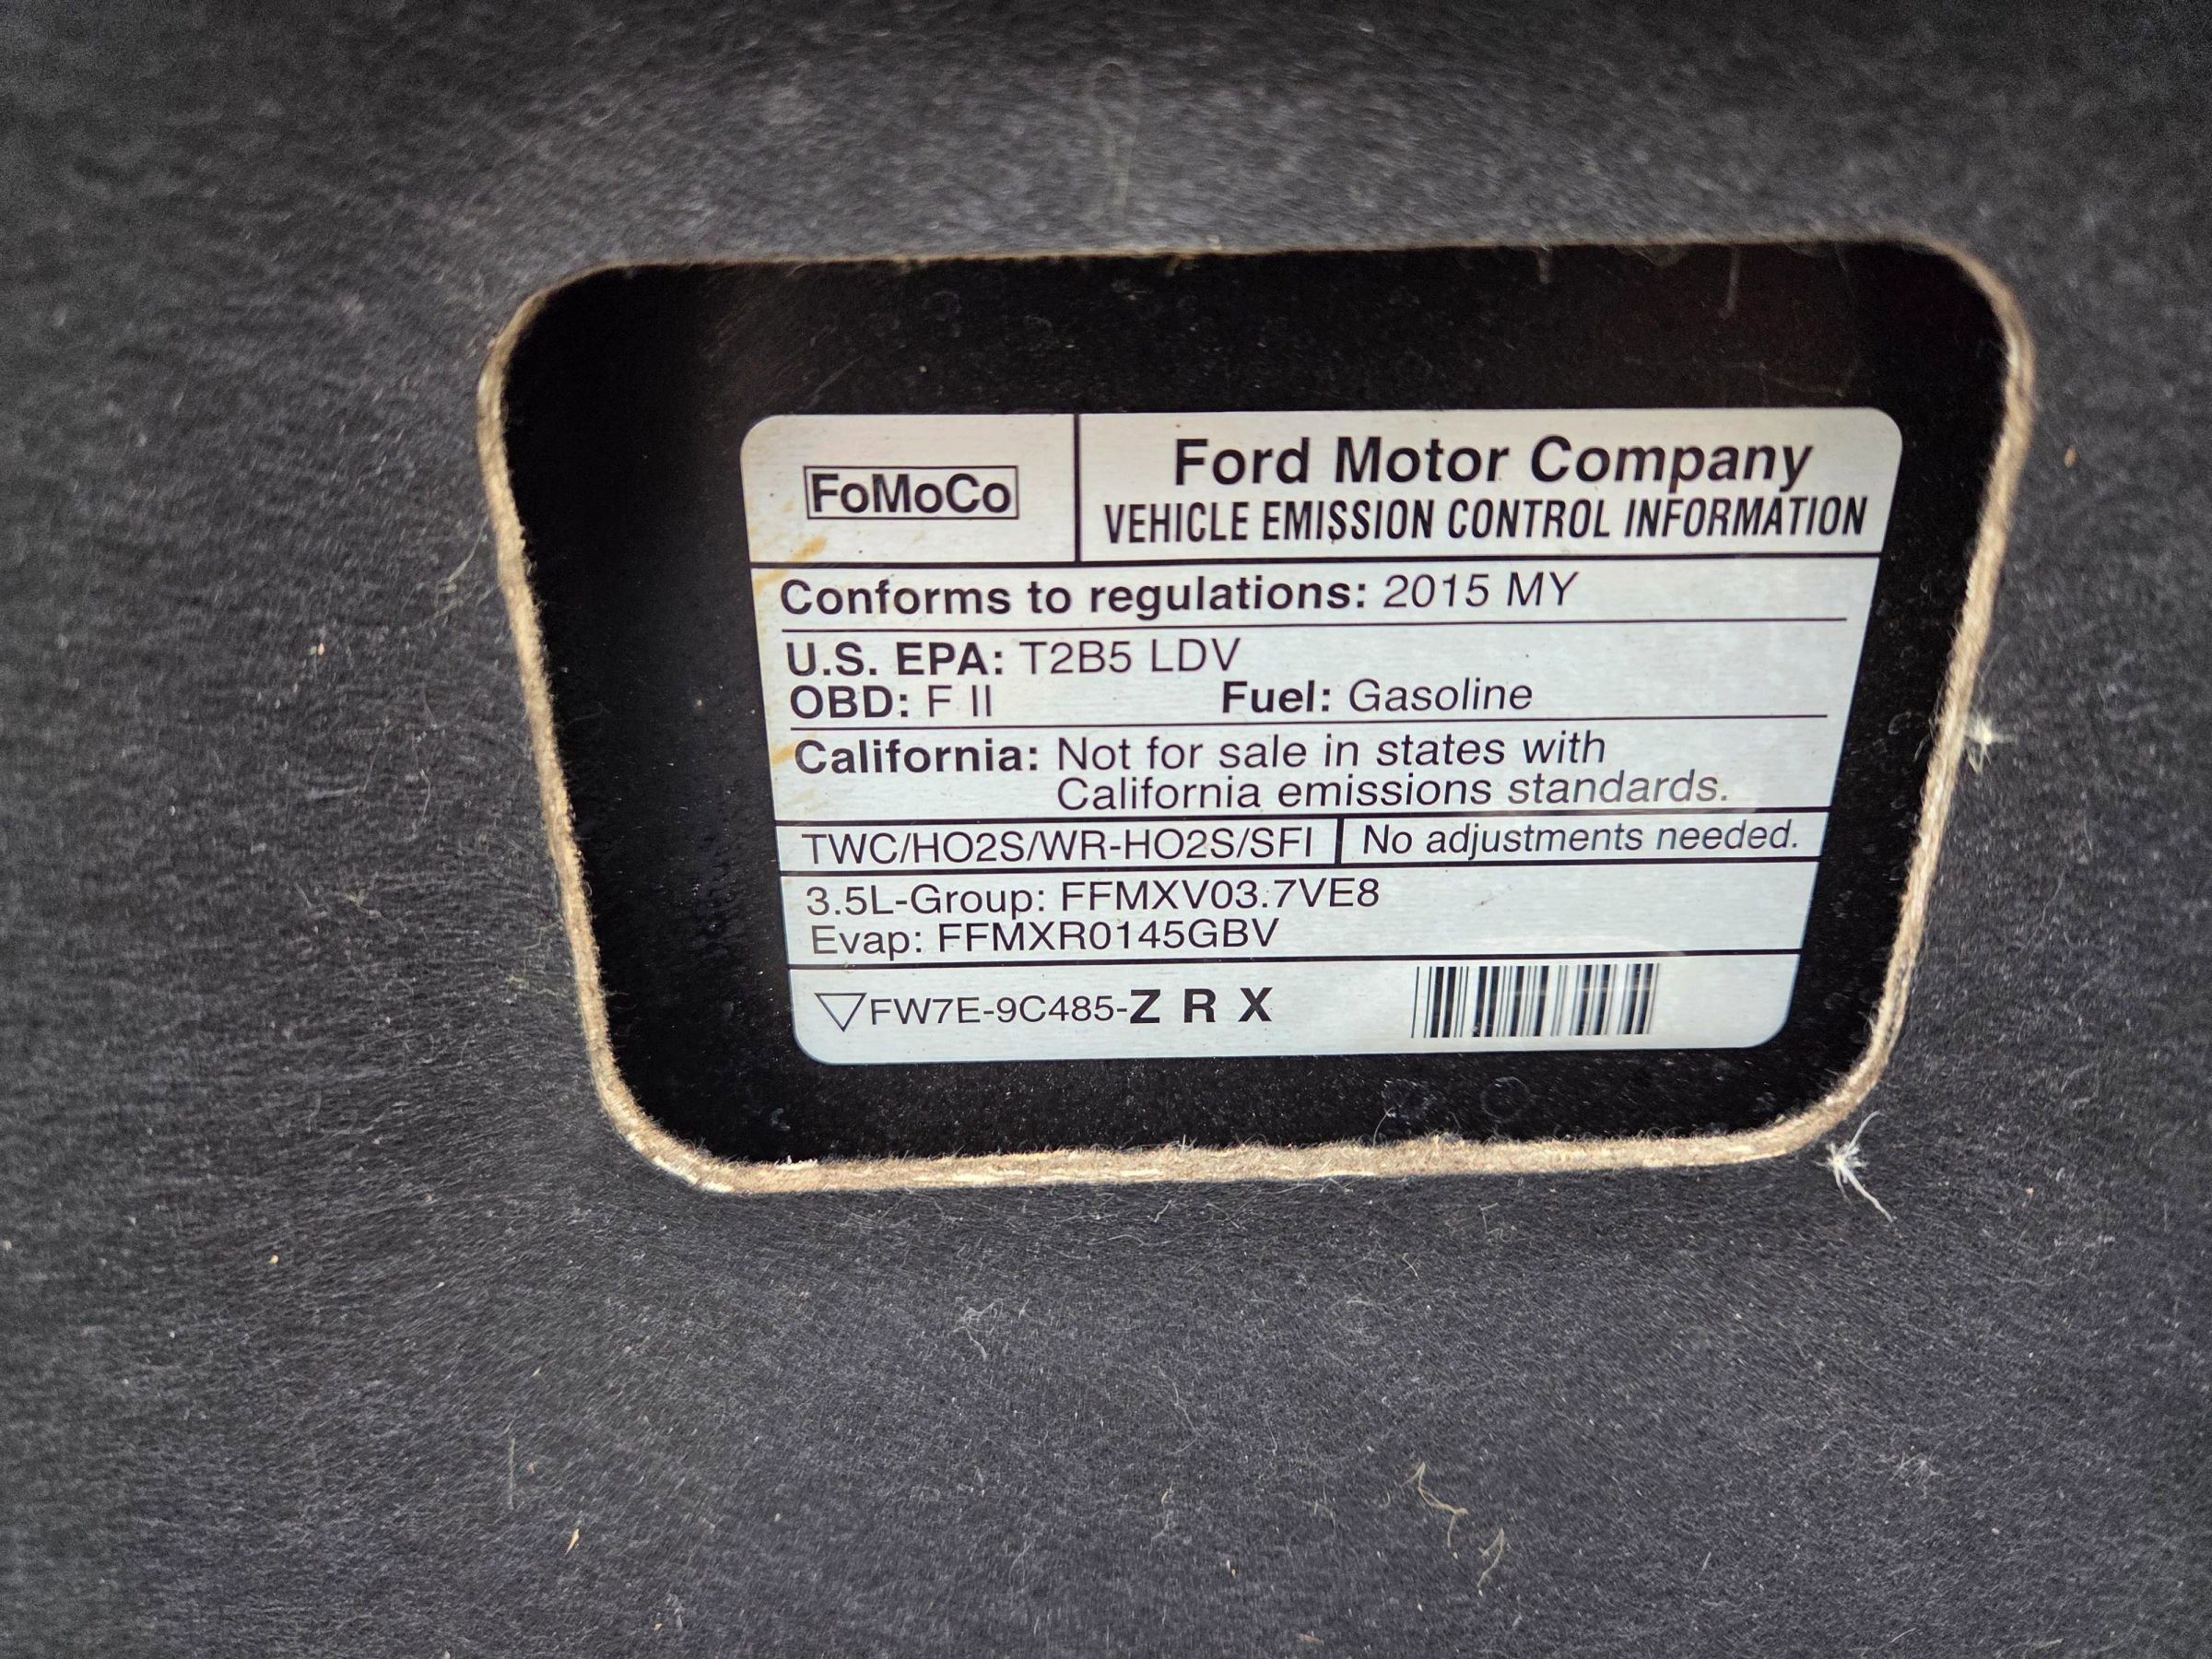 FoMoCo
Ford Motor Company
VEHICLE EMISSION CONTROL INFORMATION
Conforms to regulations: 2015 MY
U.S. EPA: T2B5 LDV
OBD: F II Fuel: Gasoline
California: Not for sale in states with
California emissions standards.
TWC/HO2S/WR-HO2S/SFI No adjustments needed.
3.5L-Group: FFMXV03.7VE8
Evap: FFMXR0145GBV
▽FW7E-9C485-Z R X